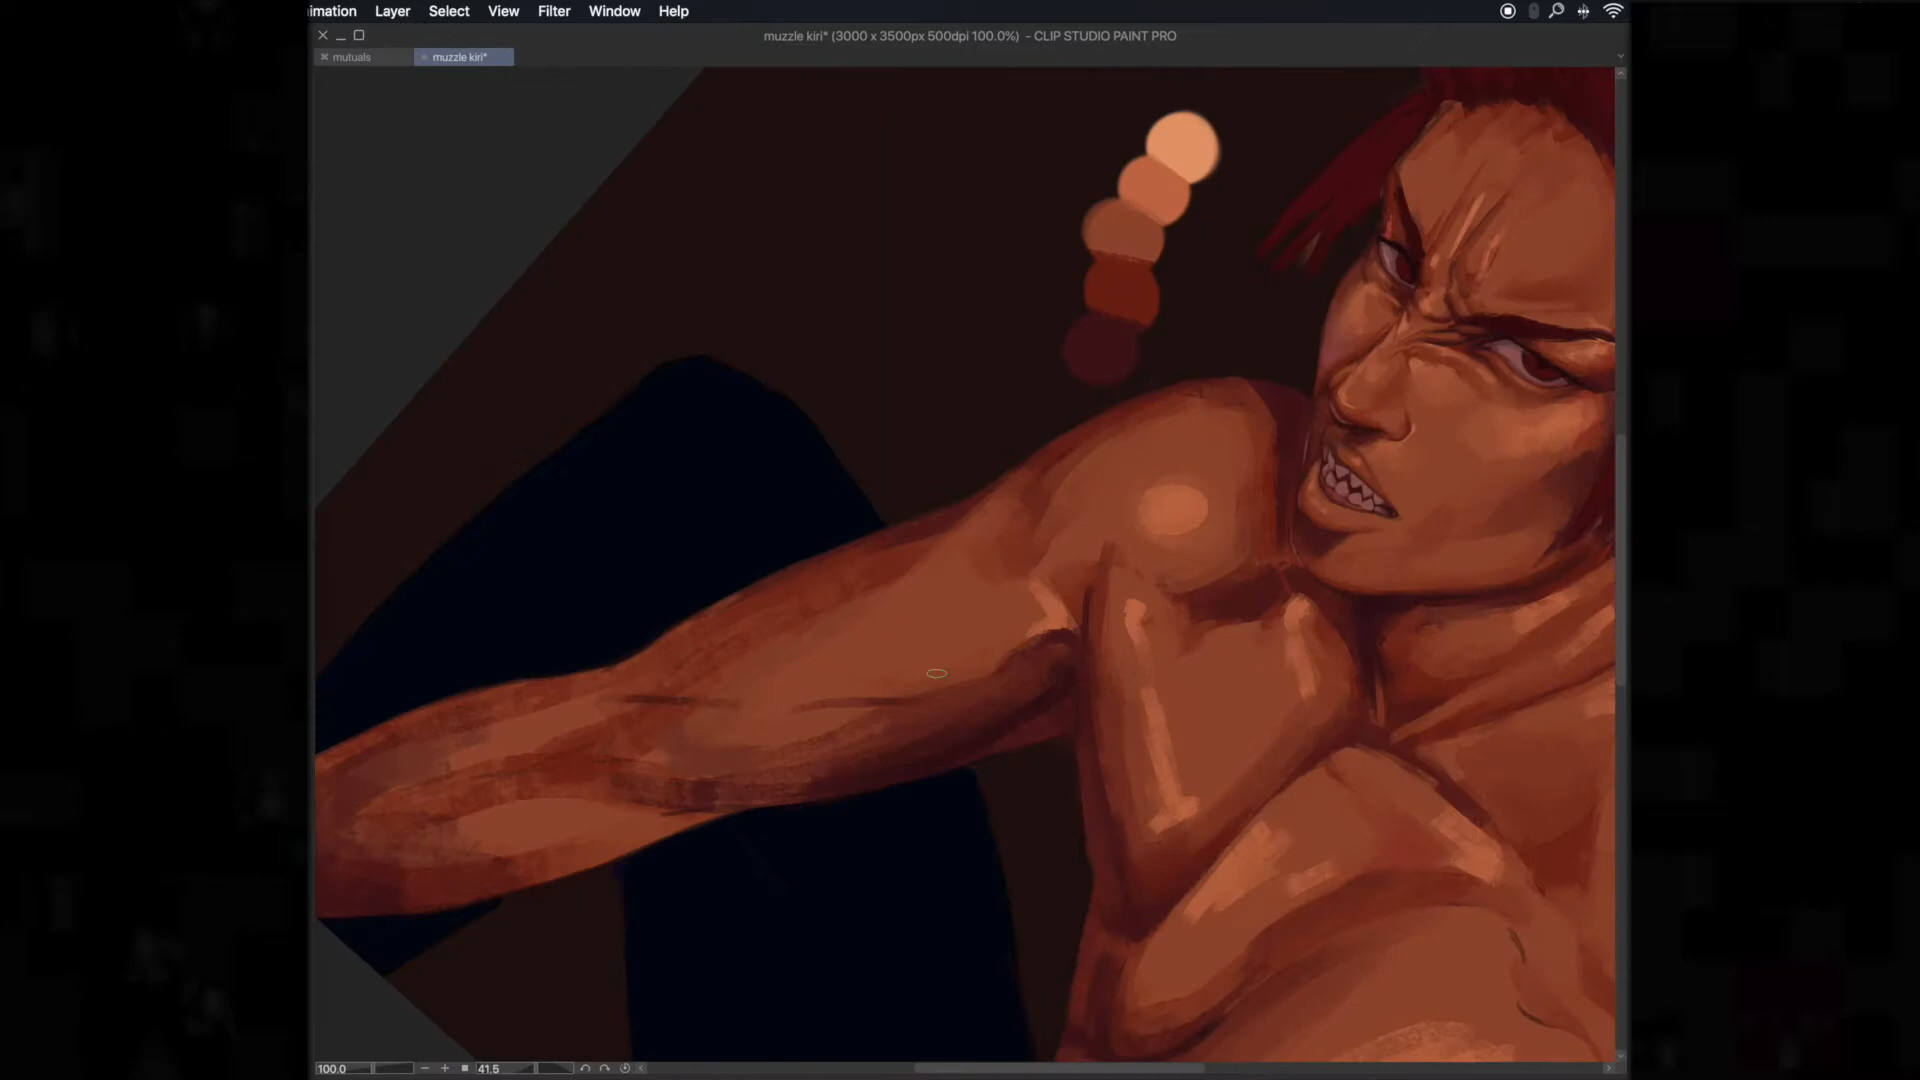 imation Layer Select View Filter Window Help
muzzle kiri* (3000 x 3500px 500dpi 100.0%) - CLIP STUDIO PAINT PRO
mutuals muzzle kiri*
100.0 41.5